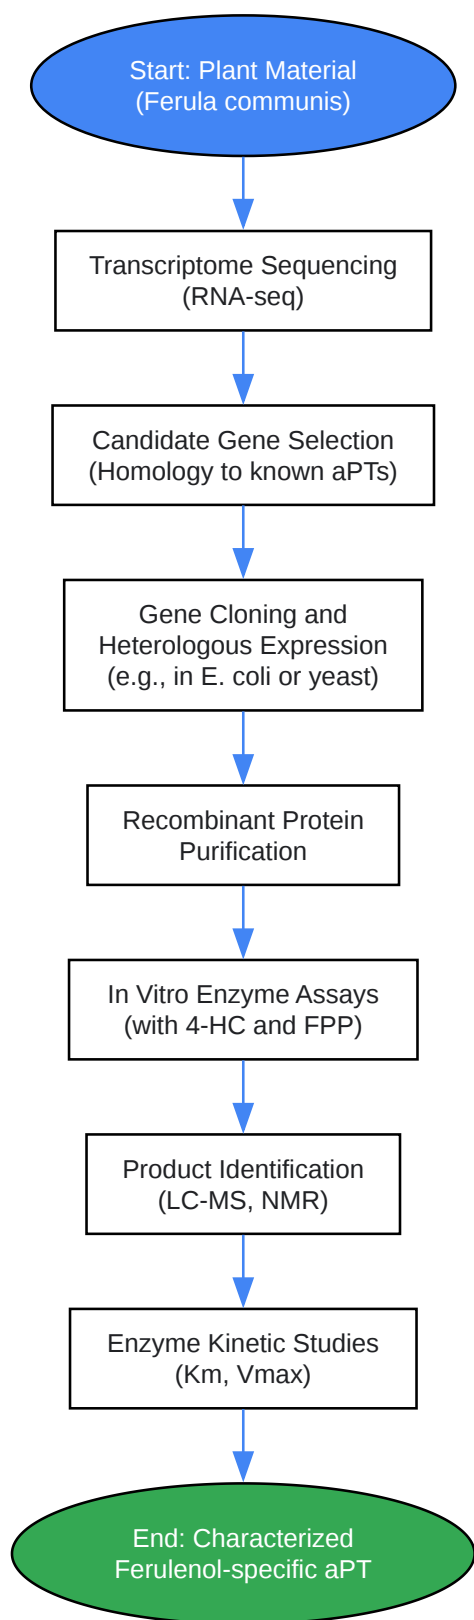 Start: Plant Material
(Ferula communis)
Transcriptome Sequencing
(RNA-seq)
Candidate Gene Selection
(Homology to known aPTs)
Gene Cloning and
Heterologous Expression
(e.g., in E. coli or yeast)
Recombinant Protein
Purification
In Vitro Enzyme Assays
(with 4-HC and FPP)
Product Identification
(LC-MS, NMR)
Enzyme Kinetic Studies
(Km, Vmax)
End: Characterized
Ferulenol-specific aPT